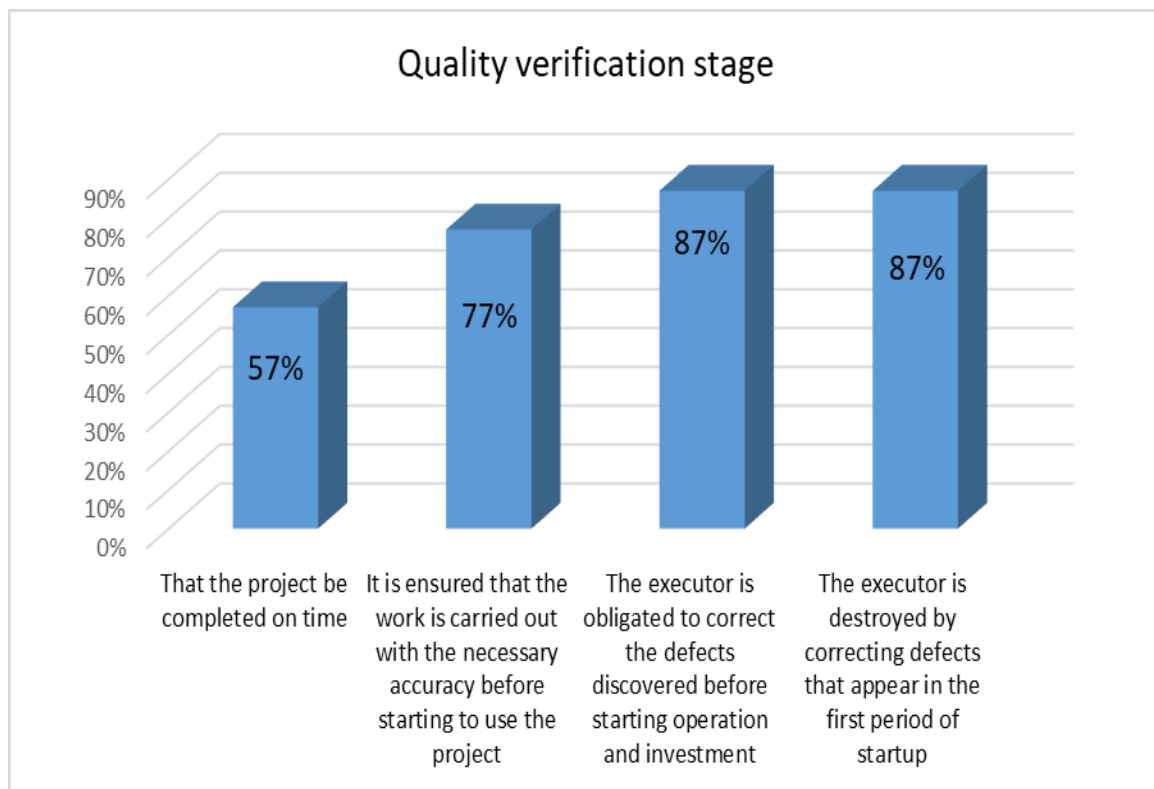 Quality verification stage
90%
80%
70%
60%
50%
40%
30%
20%
10%
0%
57%
77%
87%
87%
That the project be
completed on time
It is ensured that the
work is carried out
with the necessary
accuracy before
starting to use the
project
The executor is
obligated to correct
the defects
discovered before
starting operation
and investment
The executor is
destroyed by
correcting defects
that appear in the
first period of
startup